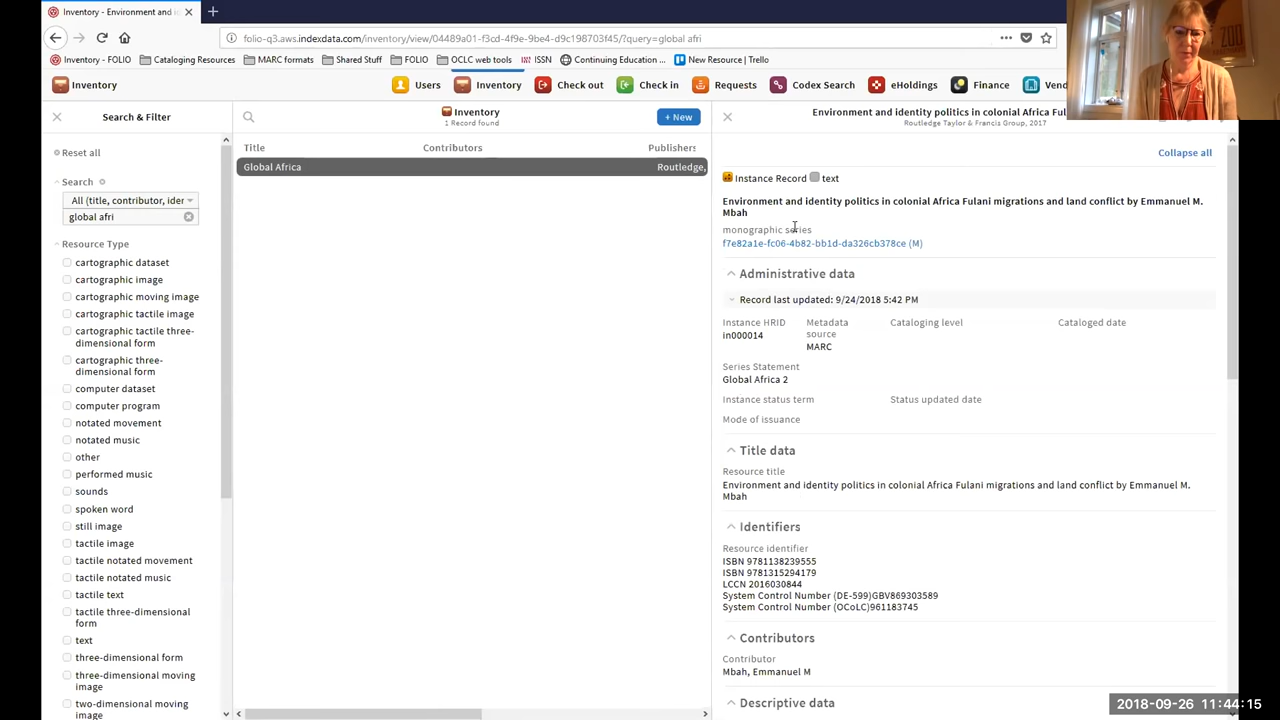 Inventory - Environment and i
folio-q3.aws.indexdata.com/inventory/view/04489a01-f3cd-4f9e-9be4-d9c198703f45/?query=global afri
Inventory - FOLIO
Cataloging Resources
MARC formats
Shared Stuff
FOLIO
OCLC web tools
ISSN
Continuing Education ...
New Resource | Trello
Inventory
Users
Inventory
Check out
Check in
Requests
Codex Search
eHoldings
Finance
Vend
Search & Filter
Reset all
Search
All (title, contributor, iden
global afri
Resource Type
cartographic dataset
cartographic image
cartographic moving image
cartographic tactile image
cartographic tactile three-
dimensional form
cartographic three-
dimensional form
computer dataset
computer program
notated movement
notated music
other
performed music
sounds
spoken word
still image
tactile image
tactile notated movement
tactile notated music
tactile text
tactile three-dimensional
form
text
three-dimensional form
three-dimensional moving
image
two-dimensional moving
image
Inventory
1 Record found
+ New
Title
Contributors
Publishers
Global Africa
Routledge,
Environment and identity politics in colonial Africa Ful
Routledge Taylor & Francis Group, 2017
Collapse all
Instance Record text
Environment and identity politics in colonial Africa Fulani migrations and land conflict by Emmanuel M.
Mbah
monographic series
f7e82a1e-fc06-4b82-bb1d-da326cb378ce (M)
Administrative data
Record last updated: 9/24/2018 5:42 PM
Instance HRID
in000014
Metadata
source
MARC
Cataloging level
Cataloged date
Series Statement
Global Africa 2
Instance status term
Status updated date
Mode of issuance
Title data
Resource title
Environment and identity politics in colonial Africa Fulani migrations and land conflict by Emmanuel M.
Mbah
Identifiers
Resource identifier
ISBN 9781138239555
ISBN 9781315294179
LCCN 2016030844
System Control Number (DE-599)GBV869303589
System Control Number (OCoLC)961183745
Contributors
Contributor
Mbah, Emmanuel M
Descriptive data
2018-09-26 11:44:15